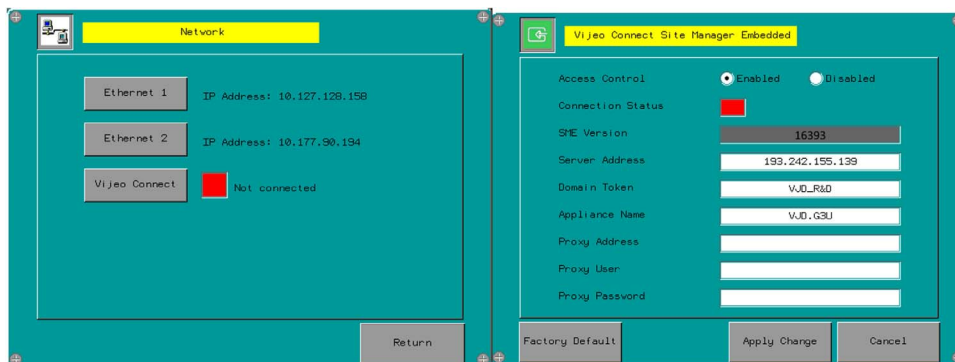 Network
Ethernet 1
IP Address: 10.127.128.158
Ethernet 2
IP Address: 10.177.90.194
Vijeo Connect
Not connected
Return
Vijeo Connect Site Manager Embedded
Access Control
Enabled
Disabled
Connection Status
SME Version
16393
Server Address
193.242.155.139
Domain Token
VJD_R&D
Appliance Name
VJD.G3U
Proxy Address
Proxy User
Proxy Password
Factory Default
Apply Change
Cancel